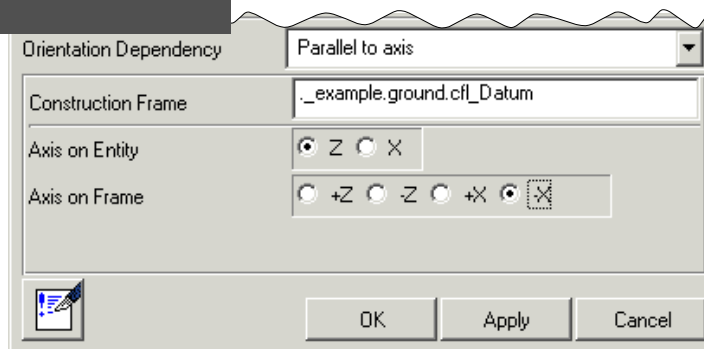 Orientation Dependency Parallel to axis
Construction Frame ._example.ground.cfl_Datum
Axis on Entity Z X
Axis on Frame +Z -Z +X -X
OK Apply Cancel